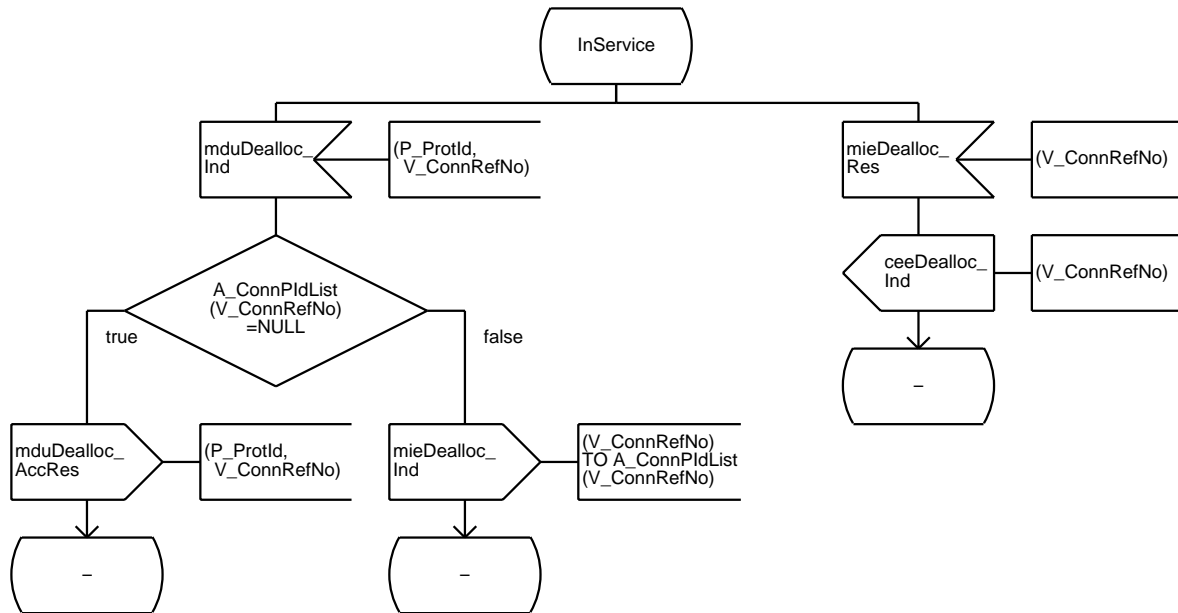 InService
mduDealloc_
Ind
(P_ProtId,
V_ConnRefNo)
mieDealloc_
Res
(V_ConnRefNo)
A_ConnPIdList
(V_ConnRefNo)
=NULL
true
false
ceeDealloc_
Ind
(V_ConnRefNo)
–
mduDealloc_
AccRes
(P_ProtId,
V_ConnRefNo)
mieDealloc_
Ind
(V_ConnRefNo)
TO A_ConnPIdList
(V_ConnRefNo)
–
–